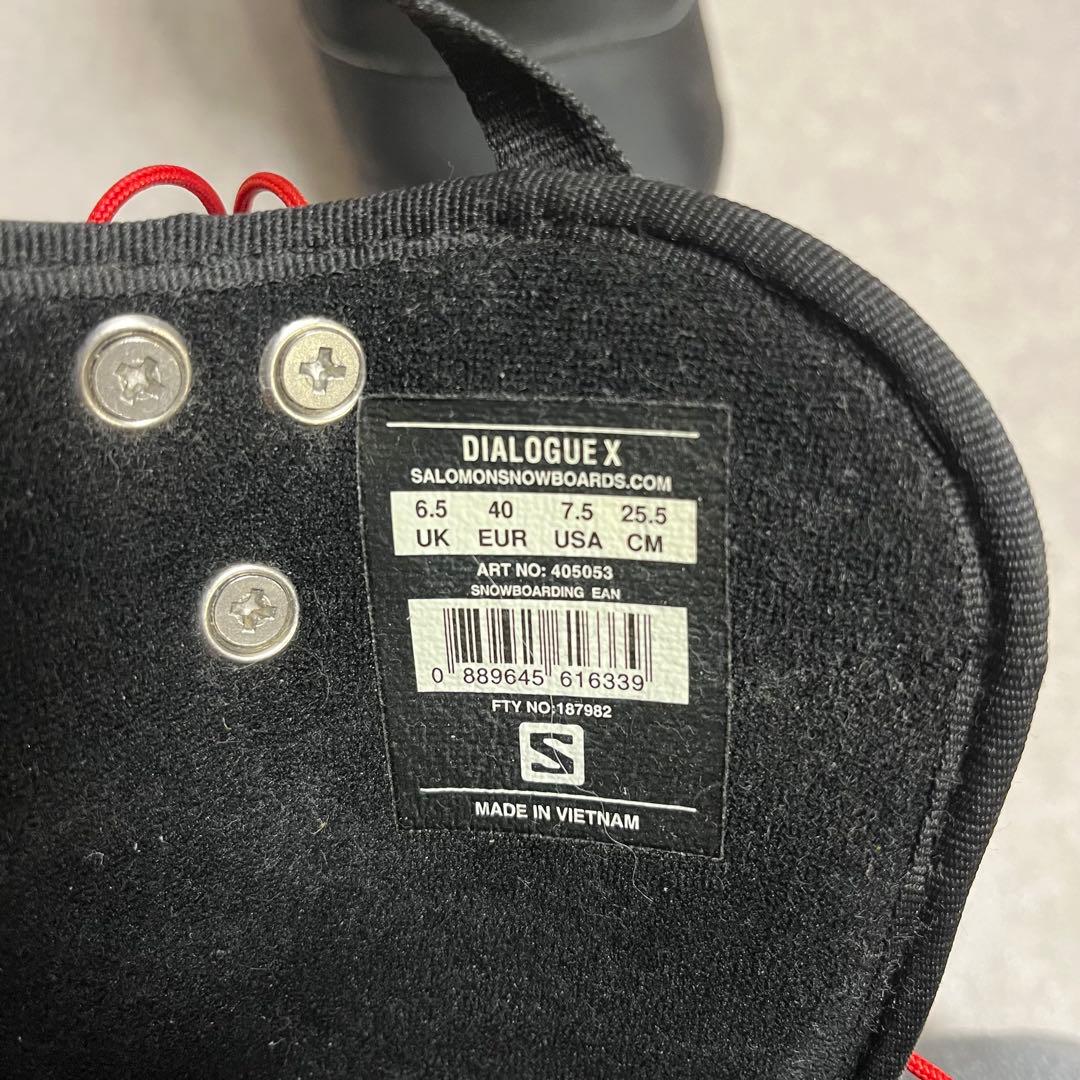 DIALOGUE X
SALOMONSNOWBOARDS.COM
6.5 40 7.5 25.5
UK EUR USA CM
ART NO: 405053
SNOWBOARDING EAN
0 889645 616339
FTY NO:187982
S
MADE IN VIETNAM